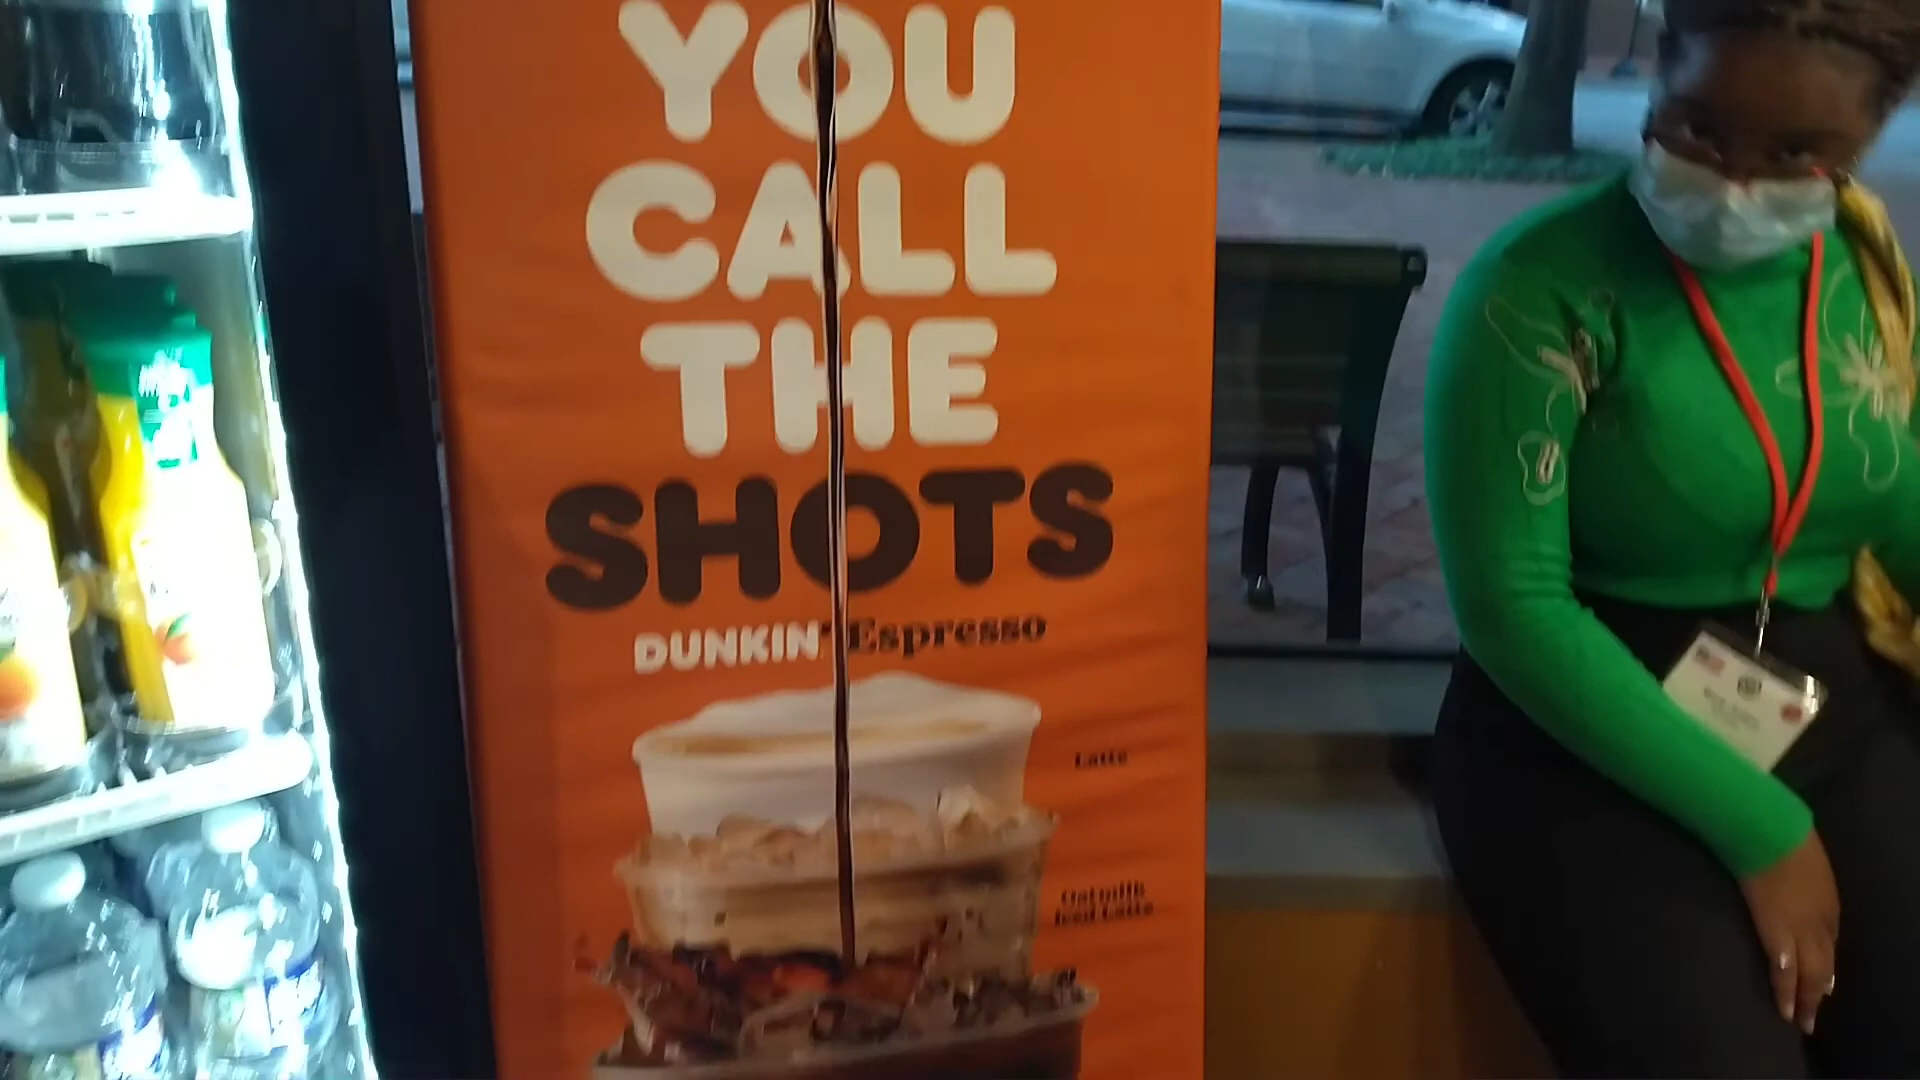 YOU
CALL
THE
SHOTS
DUNKIN' Espresso
Latte
Oatmilk
Iced Latte